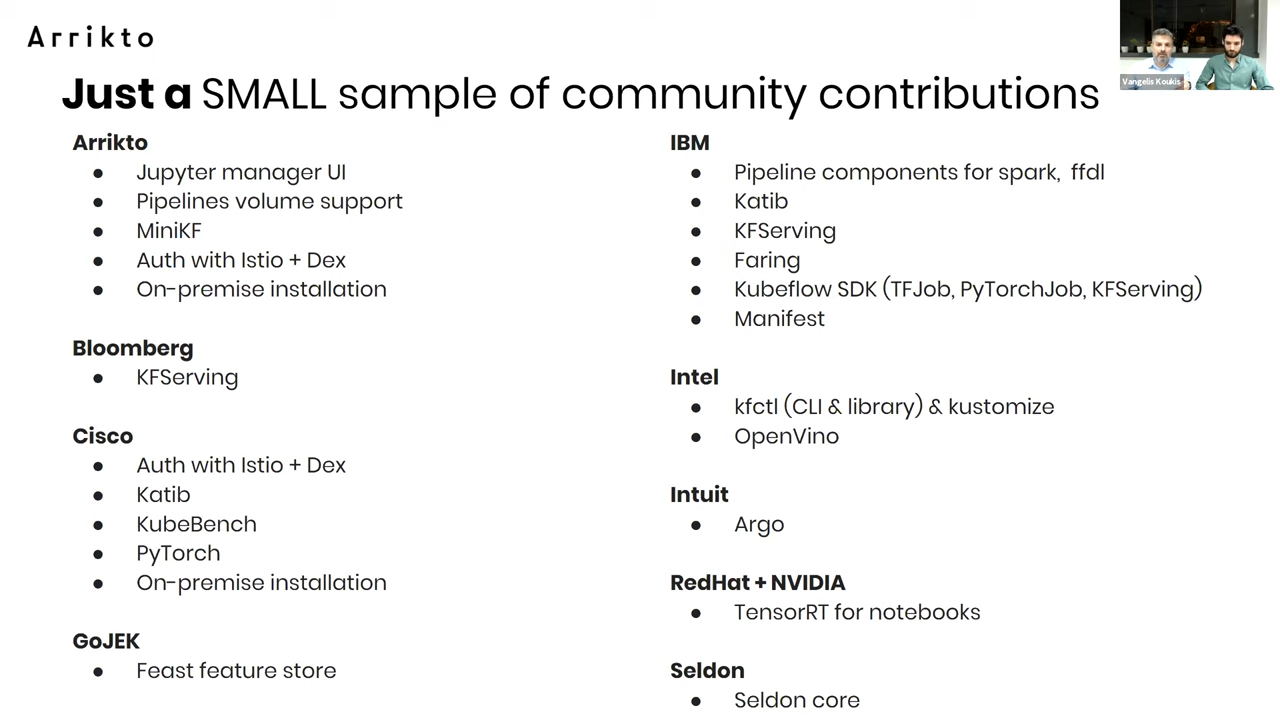 Arrikto
Just a SMALL sample of community contributions
Vangelis Koukis
Arrikto
● Jupyter manager UI
● Pipelines volume support
● MiniKF
● Auth with Istio + Dex
● On-premise installation
Bloomberg
● KFServing
Cisco
● Auth with Istio + Dex
● Katib
● KubeBench
● PyTorch
● On-premise installation
GoJEK
● Feast feature store
IBM
● Pipeline components for spark, ffdl
● Katib
● KFServing
● Faring
● Kubeflow SDK (TFJob, PyTorchJob, KFServing)
● Manifest
Intel
● kfctl (CLI & library) & kustomize
● OpenVino
Intuit
● Argo
RedHat + NVIDIA
● TensorRT for notebooks
Seldon
● Seldon core